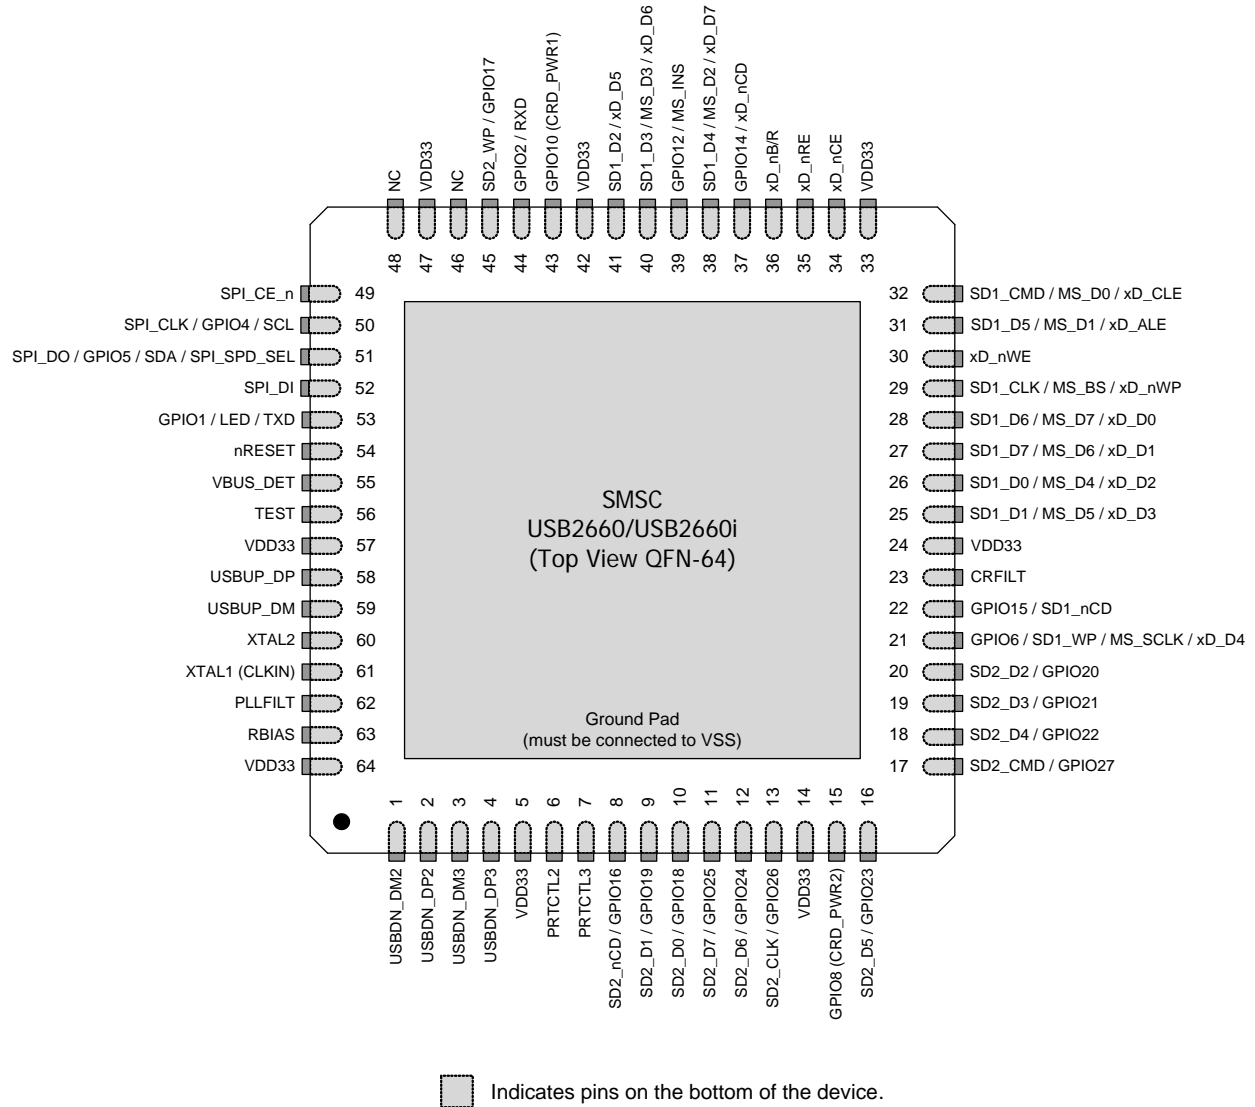 NC
VDD33
NC
SD2_WP / GPIO17
GPIO2 / RXD
GPIO10 (CRD_PWR1)
VDD33
SD1_D2 / xD_D5
SD1_D3 / MS_D3 / xD_D6
GPIO12 / MS_INS
SD1_D4 / MS_D2 / xD_D7
GPIO14 / xD_nCD
xD_nB/R
xD_nRE
xD_nCE
VDD33
48
47
46
45
44
43
42
41
40
39
38
37
36
35
34
33
SPI_CE_n 49
SPI_CLK / GPIO4 / SCL 50
SPI_DO / GPIO5 / SDA / SPI_SPD_SEL 51
SPI_DI 52
GPIO1 / LED / TXD 53
nRESET 54
VBUS_DET 55
TEST 56
VDD33 57
USBUP_DP 58
USBUP_DM 59
XTAL2 60
XTAL1 (CLKIN) 61
PLLFILT 62
RBIAS 63
VDD33 64
SMSC
USB2660/USB2660i
(Top View QFN-64)
Ground Pad
(must be connected to VSS)
32 SD1_CMD / MS_D0 / xD_CLE
31 SD1_D5 / MS_D1 / xD_ALE
30 xD_nWE
29 SD1_CLK / MS_BS / xD_nWP
28 SD1_D6 / MS_D7 / xD_D0
27 SD1_D7 / MS_D6 / xD_D1
26 SD1_D0 / MS_D4 / xD_D2
25 SD1_D1 / MS_D5 / xD_D3
24 VDD33
23 CRFILT
22 GPIO15 / SD1_nCD
21 GPIO6 / SD1_WP / MS_SCLK / xD_D4
20 SD2_D2 / GPIO20
19 SD2_D3 / GPIO21
18 SD2_D4 / GPIO22
17 SD2_CMD / GPIO27
1
2
3
4
5
6
7
8
9
10
11
12
13
14
15
16
USBDN_DM2
USBDN_DP2
USBDN_DM3
USBDN_DP3
VDD33
PRTCTL2
PRTCTL3
SD2_nCD / GPIO16
SD2_D1 / GPIO19
SD2_D0 / GPIO18
SD2_D7 / GPIO25
SD2_D6 / GPIO24
SD2_CLK / GPIO26
VDD33
GPIO8 (CRD_PWR2)
SD2_D5 / GPIO23
Indicates pins on the bottom of the device.